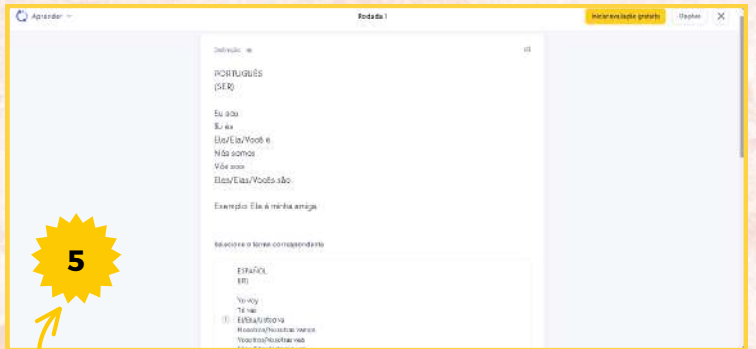 Aprender
Rodada 1
Iniciar avaliação gratuita
Opções
Definição
PORTUGUÊS
(SER)
Eu sou
Tu és
Ele/Ela/Você é
Nós somos
Vós sois
Eles/Elas/Vocês são
Exemplo: Ela é minha amiga
Selecione o termo correspondente
ESPAÑOL
(IR)
Yo voy
Tú vas
1 Él/Ella/Usted va
Nosotros/Nosotras vamos
Vosotros/Vosotras vais
5